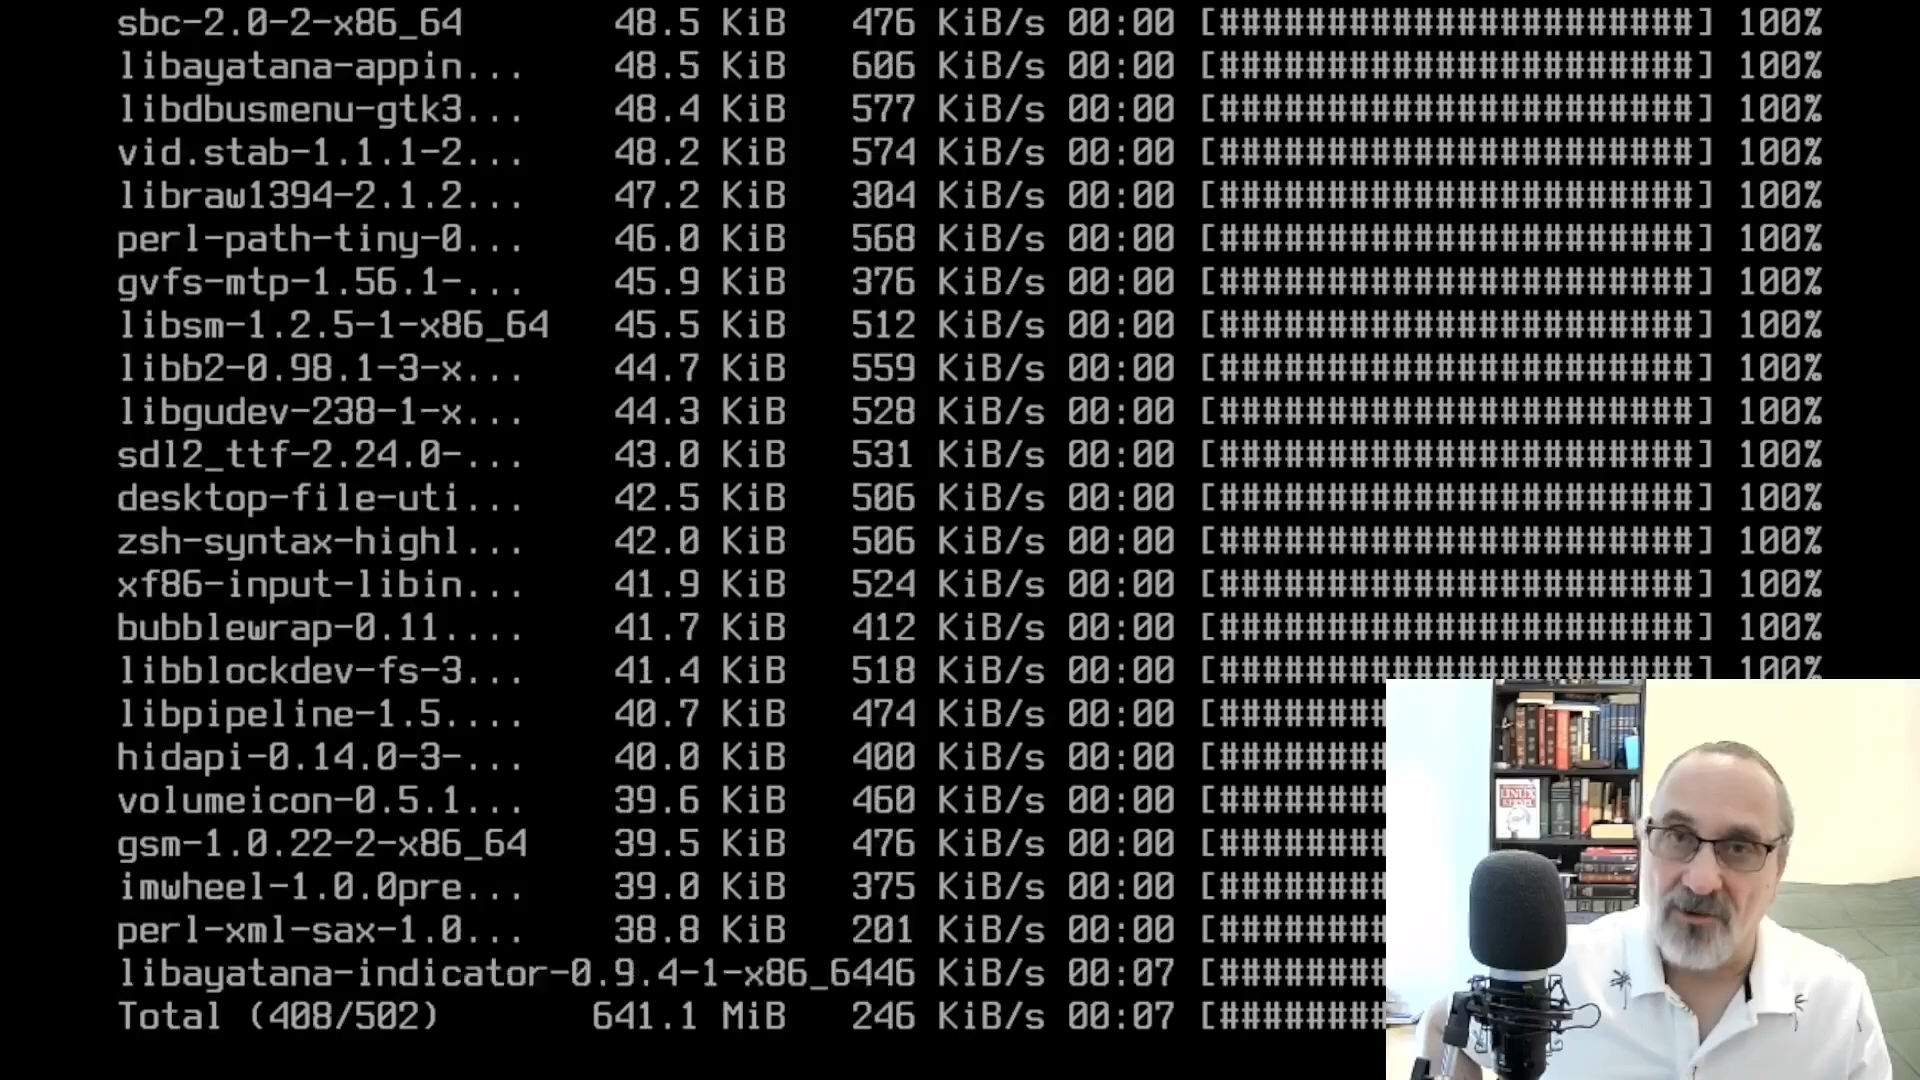 sbc-2.0-2-x86_64 48.5 KiB 476 KiB/s 00:00 [######################] 100%
libayatana-appin... 48.5 KiB 606 KiB/s 00:00 [######################] 100%
libdbusmenu-gtk3... 48.4 KiB 577 KiB/s 00:00 [######################] 100%
vid.stab-1.1.1-2... 48.2 KiB 574 KiB/s 00:00 [######################] 100%
libraw1394-2.1.2... 47.2 KiB 304 KiB/s 00:00 [######################] 100%
perl-path-tiny-0... 46.0 KiB 568 KiB/s 00:00 [######################] 100%
gvfs-mtp-1.56.1-... 45.9 KiB 376 KiB/s 00:00 [######################] 100%
libsm-1.2.5-1-x86_64 45.5 KiB 512 KiB/s 00:00 [######################] 100%
libb2-0.98.1-3-x... 44.7 KiB 559 KiB/s 00:00 [######################] 100%
libgudev-238-1-x... 44.3 KiB 528 KiB/s 00:00 [######################] 100%
sdl2_ttf-2.24.0-... 43.0 KiB 531 KiB/s 00:00 [######################] 100%
desktop-file-uti... 42.5 KiB 506 KiB/s 00:00 [######################] 100%
zsh-syntax-highl... 42.0 KiB 506 KiB/s 00:00 [######################] 100%
xf86-input-libin... 41.9 KiB 524 KiB/s 00:00 [######################] 100%
bubblewrap-0.11.... 41.7 KiB 412 KiB/s 00:00 [######################] 100%
libblockdev-fs-3... 41.4 KiB 518 KiB/s 00:00 [######################] 100%
libpipeline-1.5.... 40.7 KiB 474 KiB/s 00:00 [########
hidapi-0.14.0-3-... 40.0 KiB 400 KiB/s 00:00 [########
volumeicon-0.5.1... 39.6 KiB 460 KiB/s 00:00 [########
gsm-1.0.22-2-x86_64 39.5 KiB 476 KiB/s 00:00 [########
imwheel-1.0.0pre... 39.0 KiB 375 KiB/s 00:00 [########
perl-xml-sax-1.0... 38.8 KiB 201 KiB/s 00:00 [########
libayatana-indicator-0.9.4-1-x86_6446 KiB/s 00:07 [########
Total (408/502) 641.1 MiB 246 KiB/s 00:07 [########
LINUX